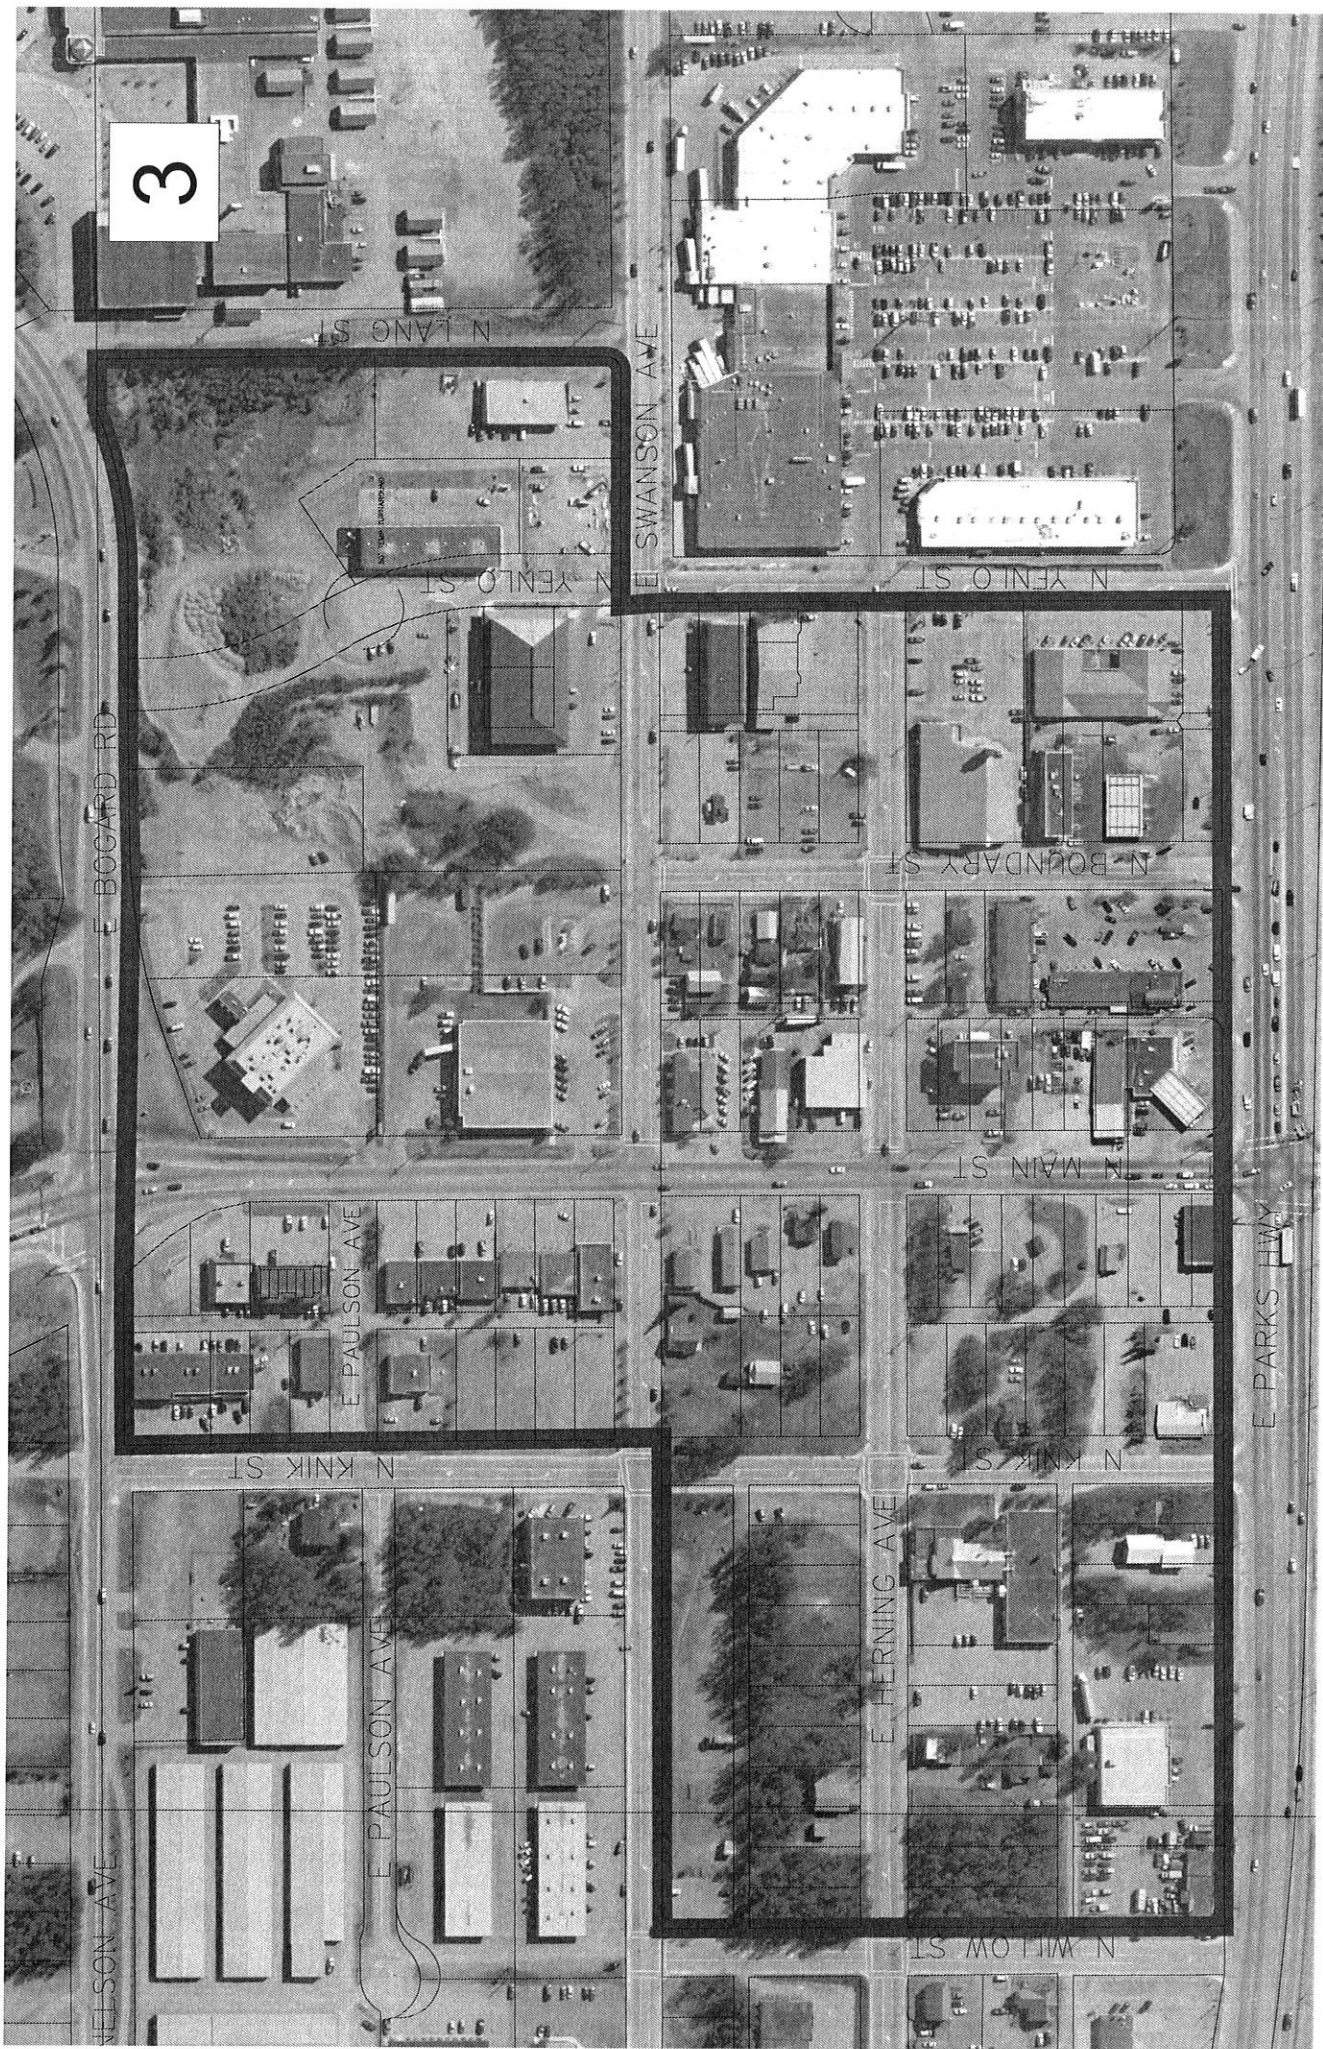 3
N LANG ST
E SWANSON AVE
N YENLO ST
N YENLO ST
E BOGARD RD
N BOUNDARY ST
N MAIN ST
E PAULSON AVE
E PARKS HWY
N KNIK ST
N KNIK ST
E HERNING AVE
E PAULSON AVE
NELSON AVE
N WILLOW ST